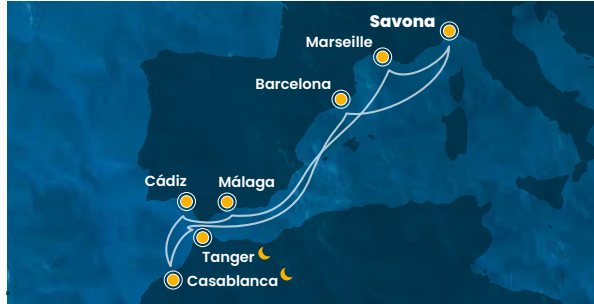 Savona
Marseille
Barcelona
Cádiz
Málaga
Tanger
Casablanca